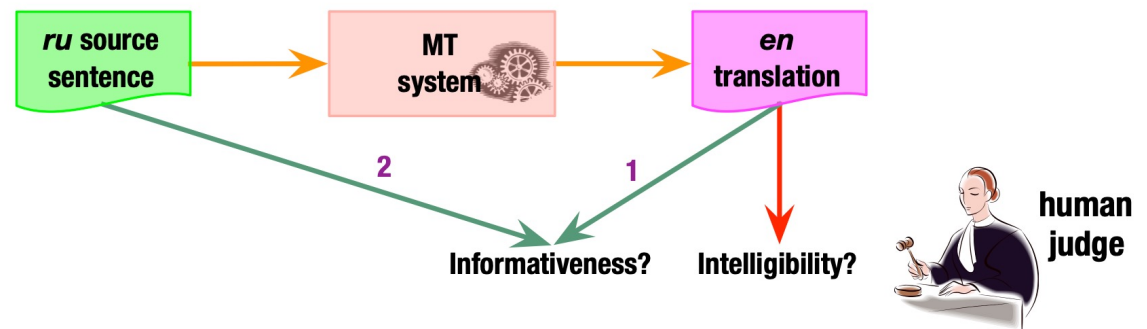 ru source
sentence
MT
system
en
translation
2
1
Informativeness?
Intelligibility?
human
judge